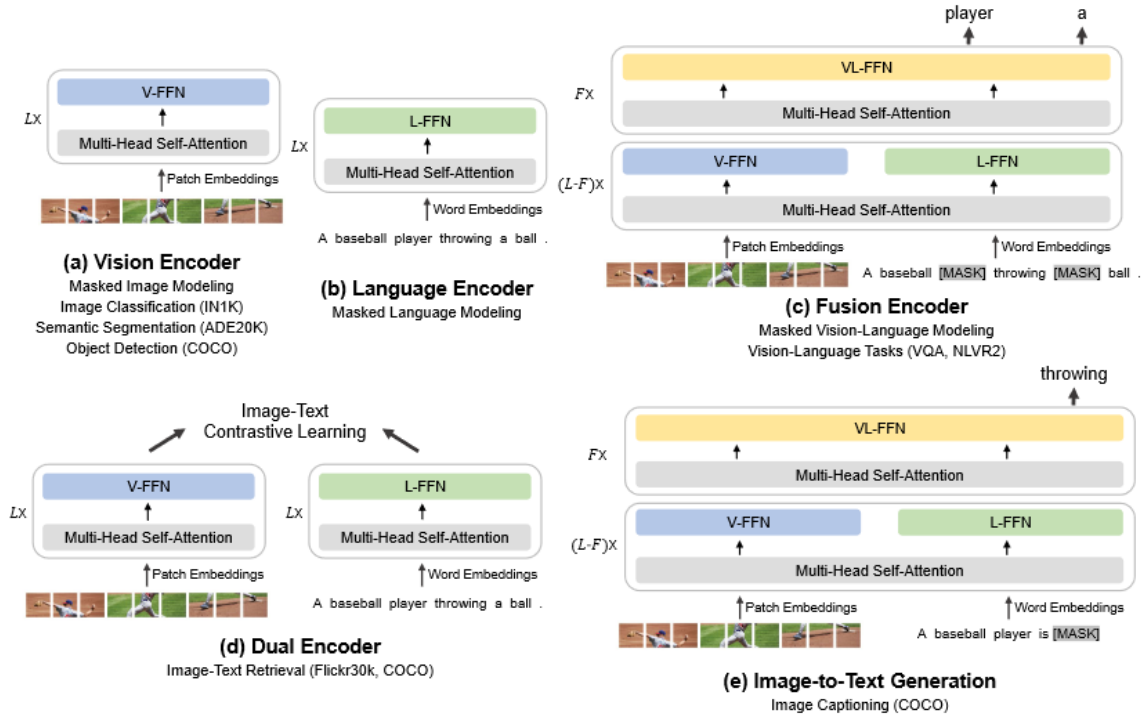 V-FFN
Multi-Head Self-Attention
Lx
Patch Embeddings
(a) Vision Encoder
Masked Image Modeling
Image Classification (IN1K)
Semantic Segmentation (ADE20K)
Object Detection (COCO)
L-FFN
Multi-Head Self-Attention
Lx
Word Embeddings
A baseball player throwing a ball .
(b) Language Encoder
Masked Language Modeling
player a
VL-FFN
Fx
Multi-Head Self-Attention
V-FFN L-FFN
(L-F)x
Multi-Head Self-Attention
Patch Embeddings Word Embeddings
A baseball [MASK] throwing [MASK] ball .
(c) Fusion Encoder
Masked Vision-Language Modeling
Vision-Language Tasks (VQA, NLVR2)
Image-Text
Contrastive Learning
V-FFN
Lx
Multi-Head Self-Attention
Patch Embeddings
L-FFN
Lx
Multi-Head Self-Attention
Word Embeddings
A baseball player throwing a ball .
(d) Dual Encoder
Image-Text Retrieval (Flickr30k, COCO)
throwing
VL-FFN
Fx
Multi-Head Self-Attention
V-FFN L-FFN
(L-F)x
Multi-Head Self-Attention
Patch Embeddings Word Embeddings
A baseball player is [MASK]
(e) Image-to-Text Generation
Image Captioning (COCO)